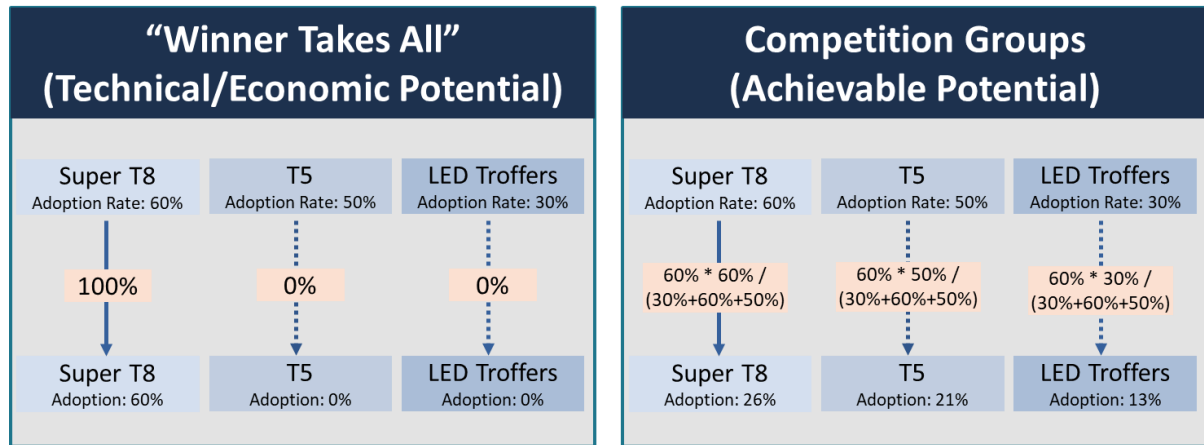 “Winner Takes All”
(Technical/Economic Potential)
Super T8
Adoption Rate: 60%
T5
Adoption Rate: 50%
LED Troffers
Adoption Rate: 30%
100%
0%
0%
Super T8
Adoption: 60%
T5
Adoption: 0%
LED Troffers
Adoption: 0%
Competition Groups
(Achievable Potential)
Super T8
Adoption Rate: 60%
T5
Adoption Rate: 50%
LED Troffers
Adoption Rate: 30%
60% * 60% /
(30%+60%+50%)
60% * 50% /
(30%+60%+50%)
60% * 30% /
(30%+60%+50%)
Super T8
Adoption: 26%
T5
Adoption: 21%
LED Troffers
Adoption: 13%